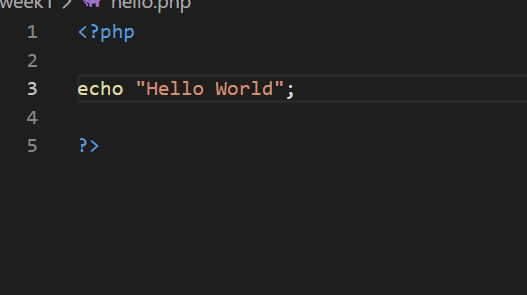 week1 > hello.php
1 <?php
2
3 echo "Hello World";
4
5 ?>